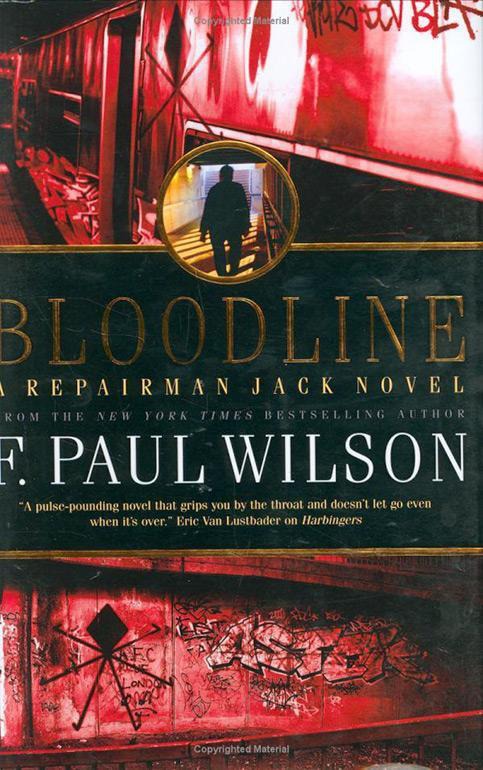 Copyrighted Material
BLOODLINE
A REPAIRMAN JACK NOVEL
FROM THE NEW YORK TIMES BESTSELLING AUTHOR
F. PAUL WILSON
"A pulse-pounding novel that grips you by the throat and doesn't let go even
when it's over." Eric Van Lustbader on Harbingers
LONDON
Copyrighted Material